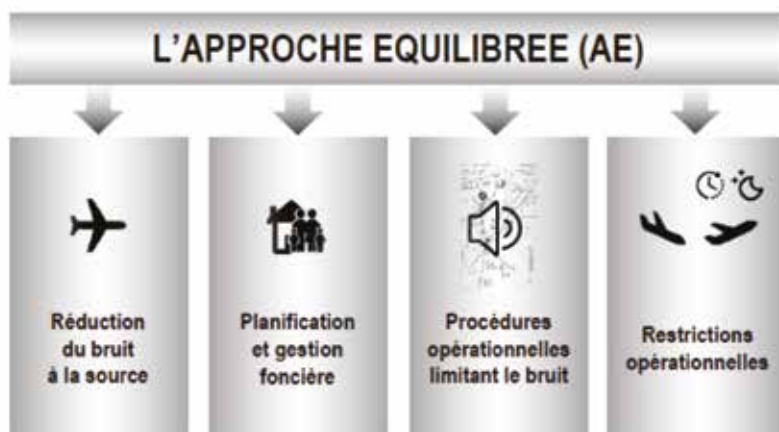 L'APPROCHE EQUILIBREE (AE)
Réduction
du bruit
à la source
Planification
et gestion
foncière
Procédures
opérationnelles
limitant le bruit
Restrictions
opérationnelles